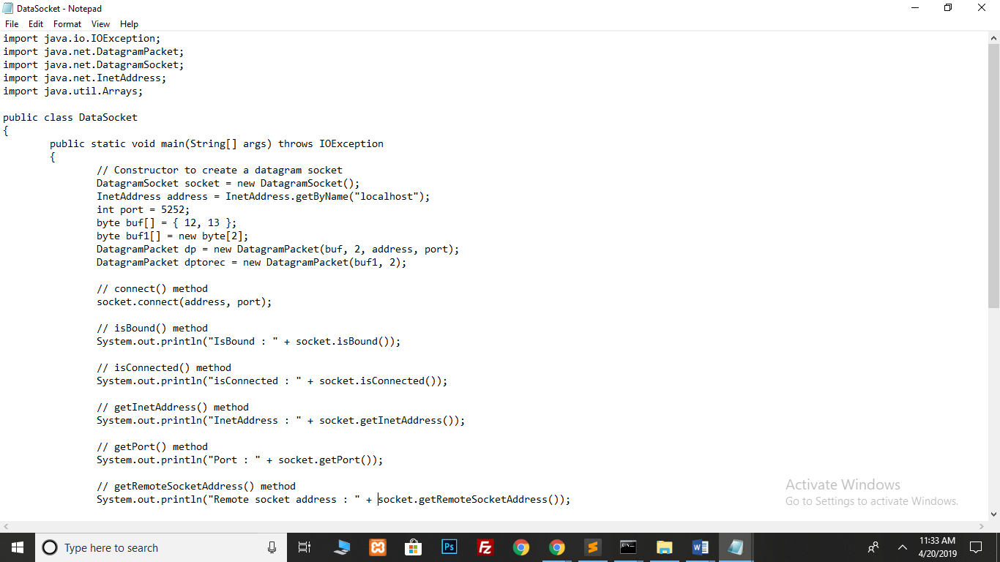 DataSocket - Notepad
File Edit Format View Help
import java.io.IOException;
import java.net.DatagramPacket;
import java.net.DatagramSocket;
import java.net.InetAddress;
import java.util.Arrays;
public class DataSocket
{
public static void main(String[] args) throws IOException
{
// Constructor to create a datagram socket
DatagramSocket socket = new DatagramSocket();
InetAddress address = InetAddress.getByName("localhost");
int port = 5252;
byte buf[] = { 12, 13 };
byte buf1[] = new byte[2];
DatagramPacket dp = new DatagramPacket(buf, 2, address, port);
DatagramPacket dptorec = new DatagramPacket(buf1, 2);
// connect() method
socket.connect(address, port);
// isBound() method
System.out.println("IsBound : " + socket.isBound());
// isConnected() method
System.out.println("isConnected : " + socket.isConnected());
// getInetAddress() method
System.out.println("InetAddress : " + socket.getInetAddress());
// getPort() method
System.out.println("Port : " + socket.getPort());
// getRemoteSocketAddress() method
System.out.println("Remote socket address : " + socket.getRemoteSocketAddress());
Activate Windows
Go to Settings to activate Windows.
Type here to search
Ps
Fz
11:33 AM
4/20/2019